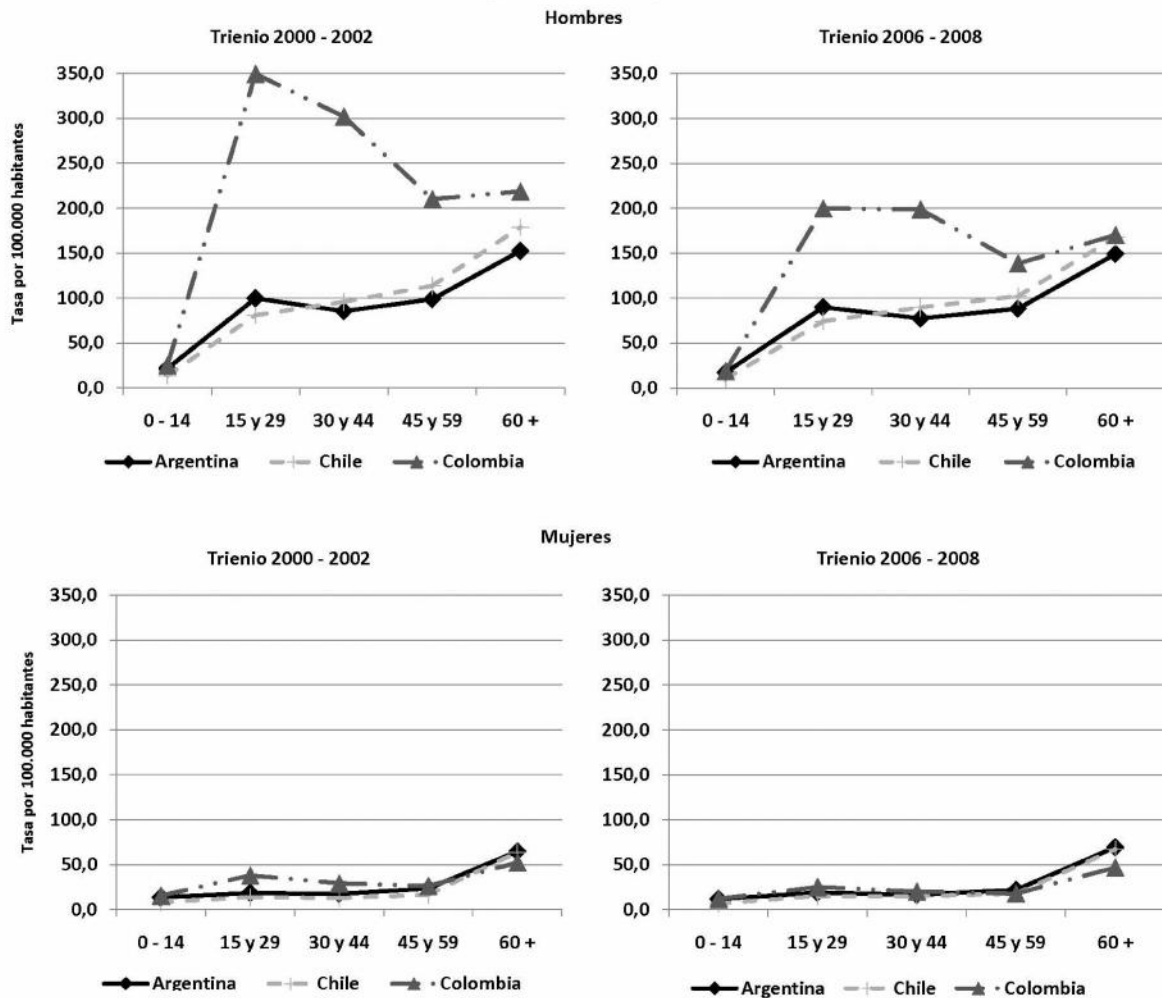 Hombres
Trienio 2000 - 2002
Trienio 2006 - 2008
Tasa por 100.000 habitantes
350,0
300,0
250,0
200,0
150,0
100,0
50,0
0,0
0 - 14 15 y 29 30 y 44 45 y 59 60 +
Argentina Chile Colombia
350,0
300,0
250,0
200,0
150,0
100,0
50,0
0,0
0 - 14 15 y 29 30 y 44 45 y 59 60 +
Argentina Chile Colombia
Mujeres
Trienio 2000 - 2002
Trienio 2006 - 2008
Tasa por 100.000 habitantes
350,0
300,0
250,0
200,0
150,0
100,0
50,0
0,0
0 - 14 15 y 29 30 y 44 45 y 59 60 +
Argentina Chile Colombia
350,0
300,0
250,0
200,0
150,0
100,0
50,0
0,0
0 - 14 15 y 29 30 y 44 45 y 59 60 +
Argentina Chile Colombia